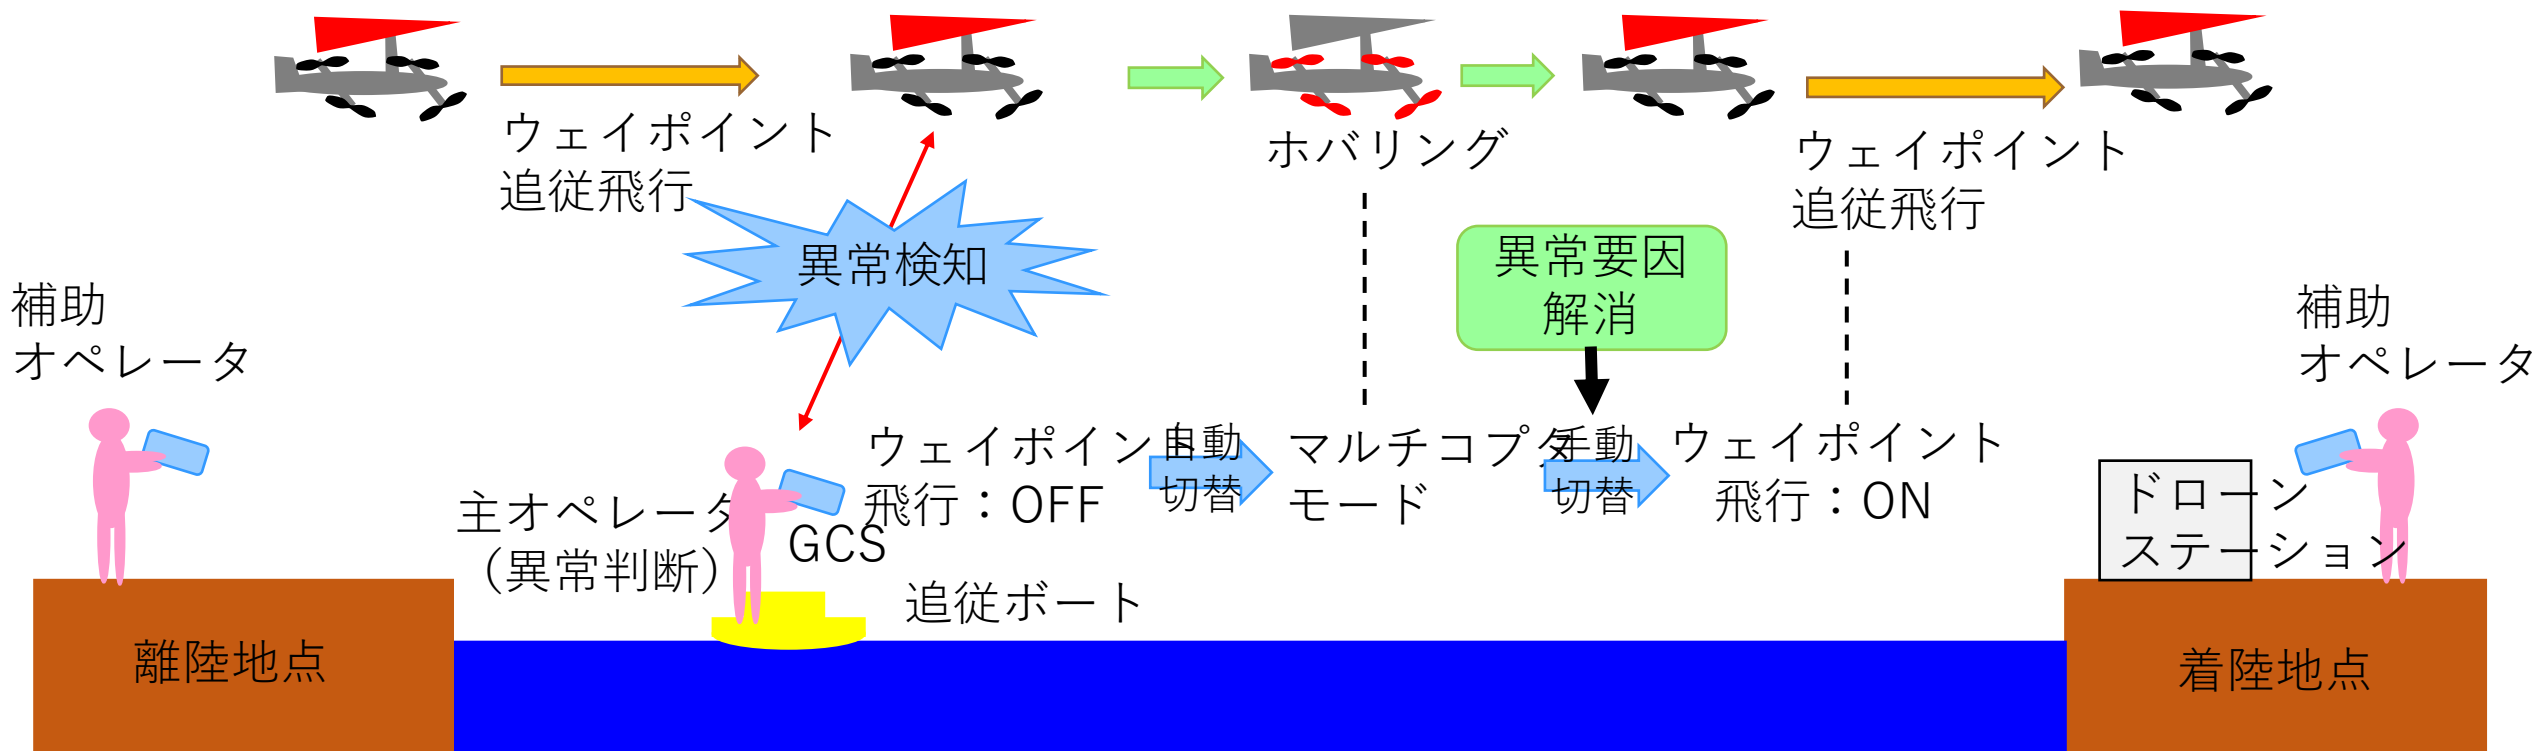 ウェイポイント
追従飛行
ホバリング
ウェイポイント
追従飛行
異常検知
異常要因
解消
補助
オペレータ
補助
オペレータ
主オペレータ
（異常判断）
GCS
ウェイポイント
飛行：OFF
自動
切替
マルチコプタ
モード
手動
切替
ウェイポイント
飛行：ON
ドローン
ステーション
追従ボート
離陸地点
着陸地点